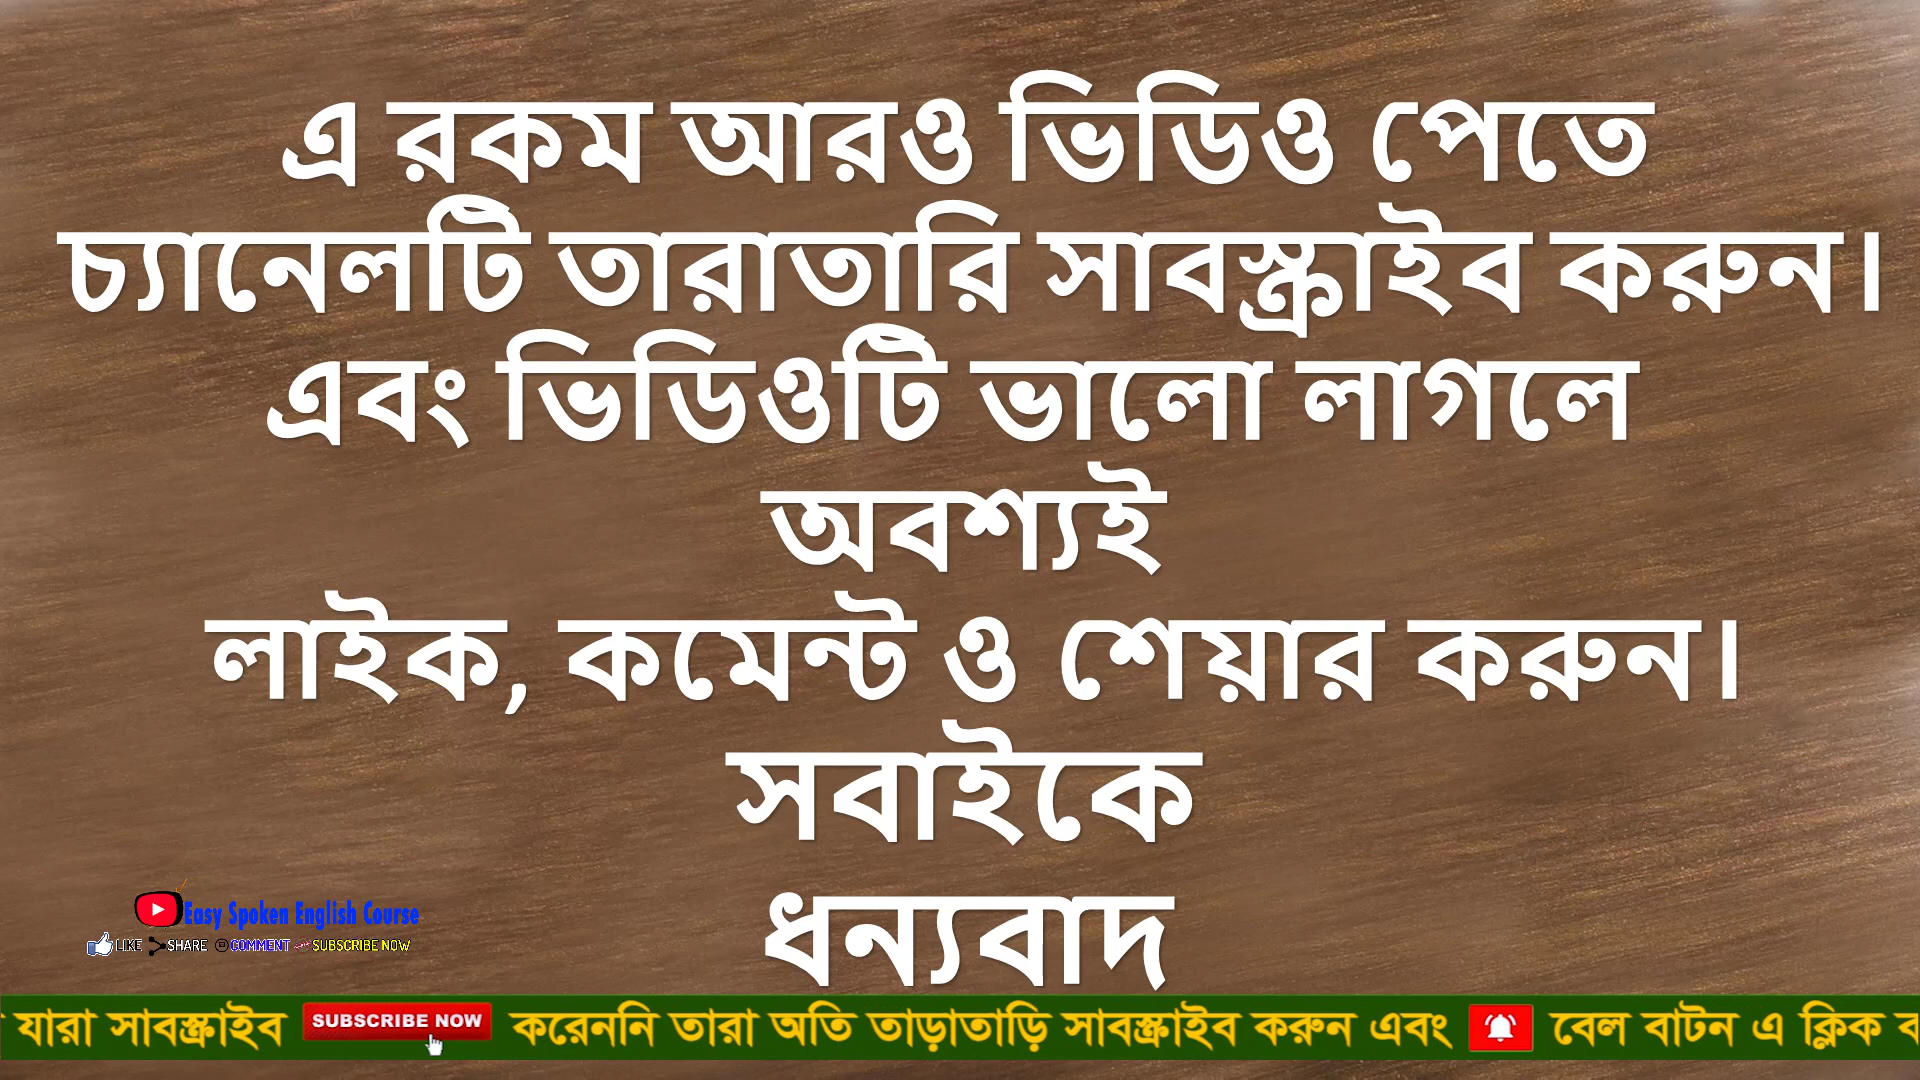 এ রকম আরও ভিডিও পেতে
চ্যানেলটি তারাতারি সাবস্ক্রাইব করুন।
এবং ভিডিওটি ভালো লাগলে
অবশ্যই
লাইক, কমেন্ট ও শেয়ার করুন।
সবাইকে
ধন্যবাদ
Easy Spoken English Course
LIKE SHARE COMMENT SUBSCRIBE NOW
যারা সাবস্ক্রাইব SUBSCRIBE NOW করেননি তারা অতি তাড়াতাড়ি সাবস্ক্রাইব করুন এবং বেল বাটন এ ক্লিক